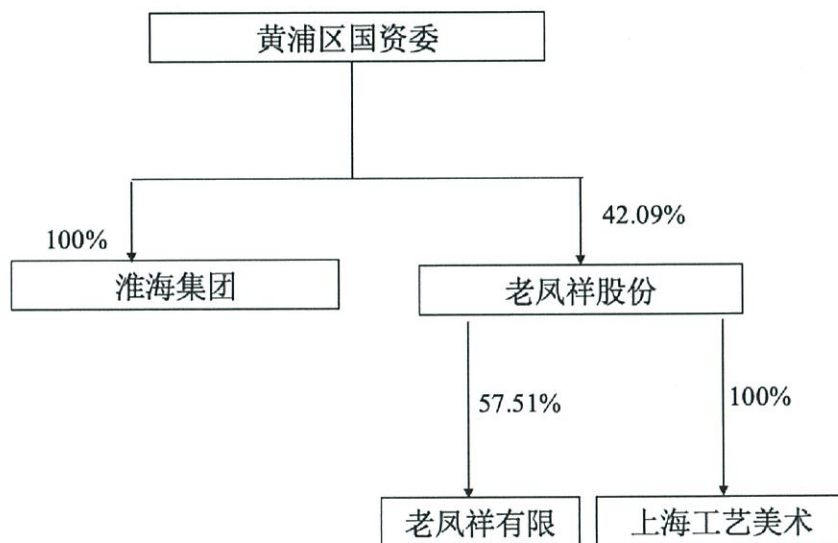 黄浦区国资委
100%
42.09%
淮海集团
老凤祥股份
57.51%
100%
老凤祥有限
上海工艺美术